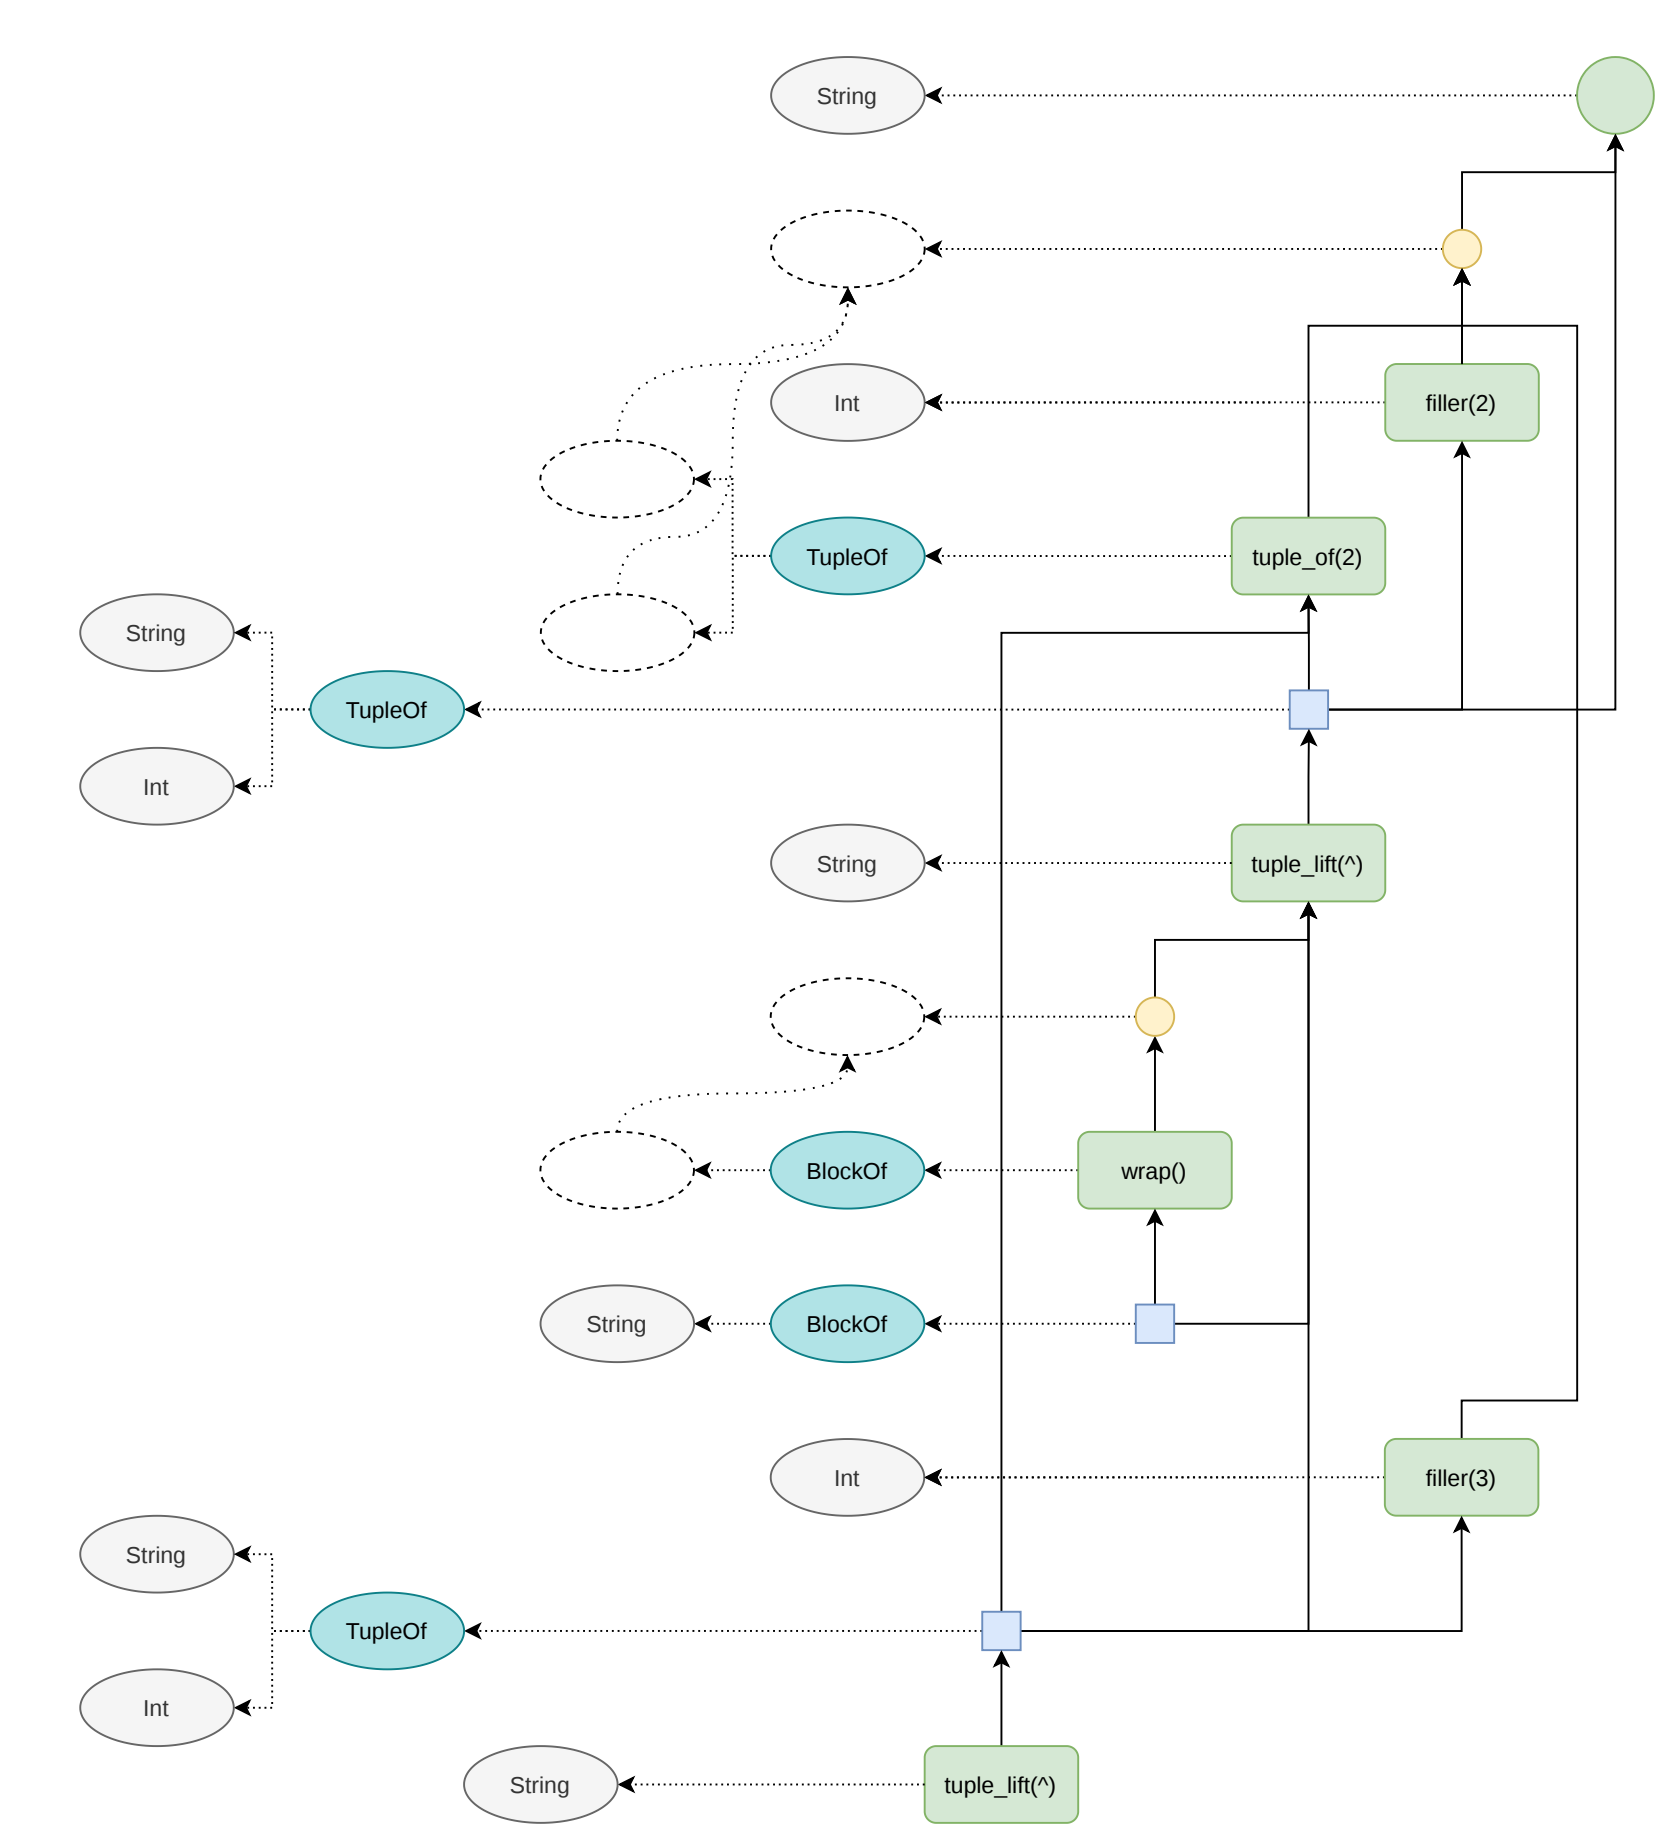 String
Int
filler(2)
TupleOf
tuple_of(2)
String
TupleOf
Int
String
tuple_lift(^)
BlockOf
wrap()
String
BlockOf
Int
filler(3)
String
TupleOf
Int
String
tuple_lift(^)